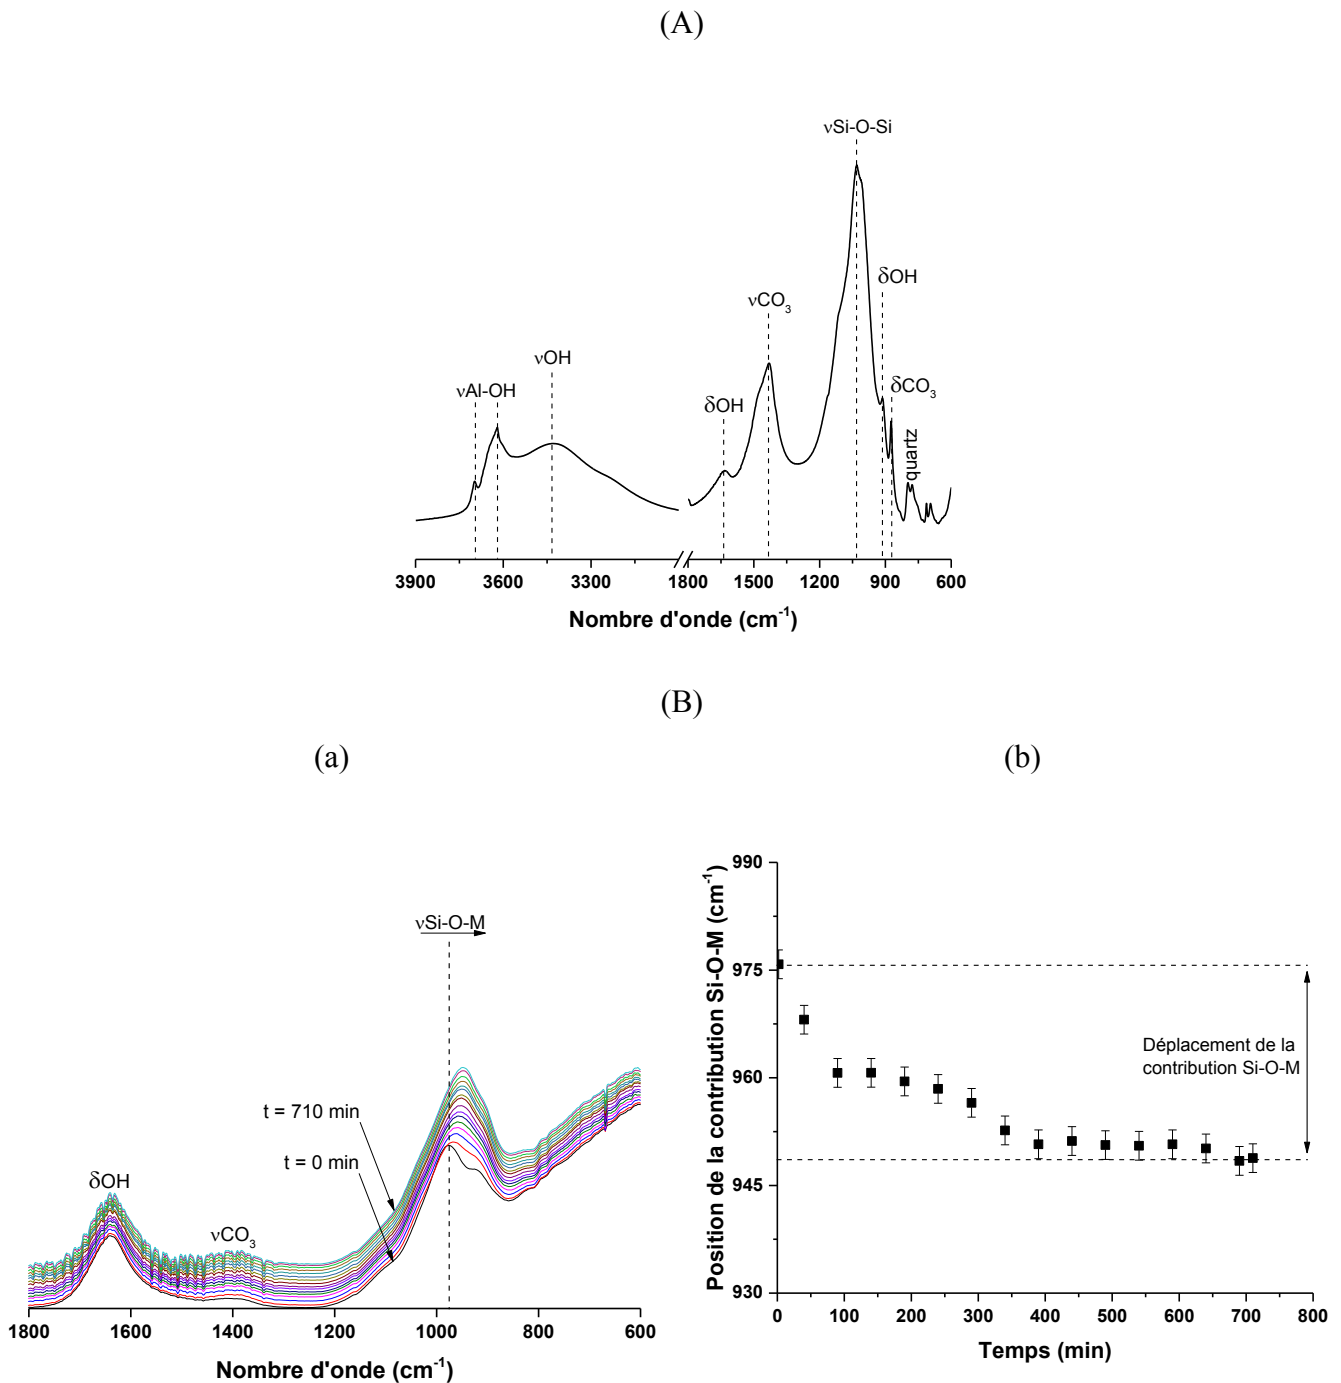 (A)
νSi-O-Si
δOH
νCO3
νOH
νAl-OH
δOH
δCO3
quartz
3900 3600 3300 1800 1500 1200 900 600
Nombre d'onde (cm-1)
(B)
(a) (b)
νSi-O-M
t = 710 min
t = 0 min
δOH
νCO3
1800 1600 1400 1200 1000 800 600
Nombre d'onde (cm-1)
Position de la contribution Si-O-M (cm-1)
990
975
960
945
930
Déplacement de la
contribution Si-O-M
0 100 200 300 400 500 600 700 800
Temps (min)